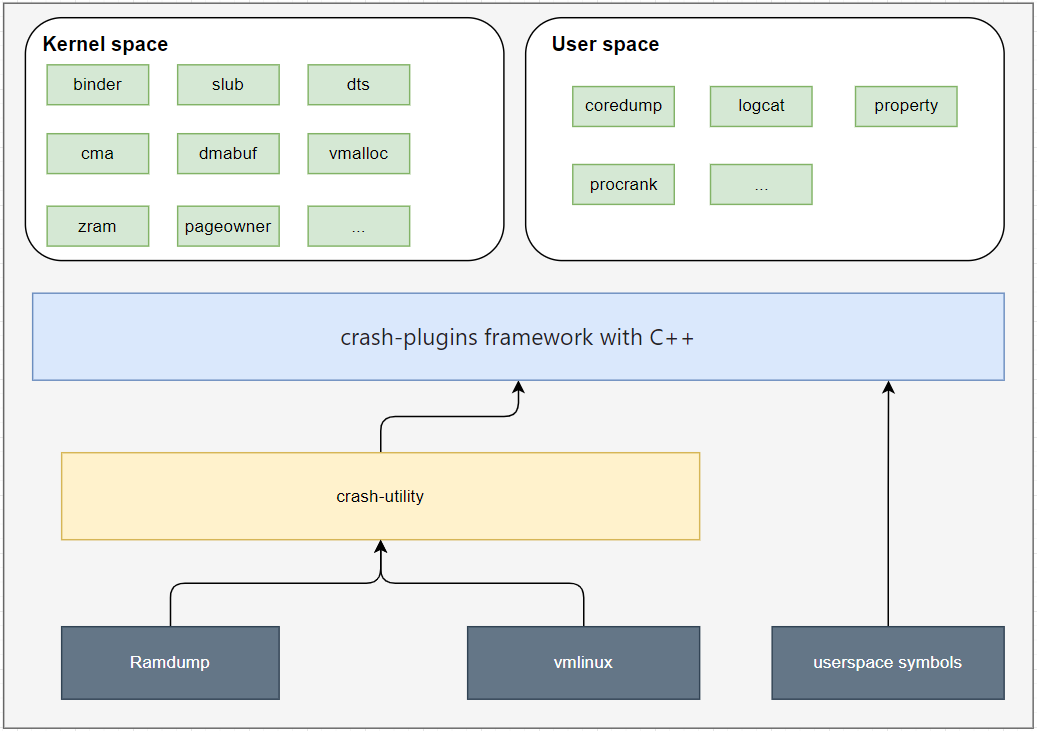 Kernel space
binder
slub
dts
cma
dmabuf
vmalloc
zram
pageowner
...
User space
coredump
logcat
property
procrank
...
crash-plugins framework with C++
crash-utility
Ramdump
vmlinux
userspace symbols